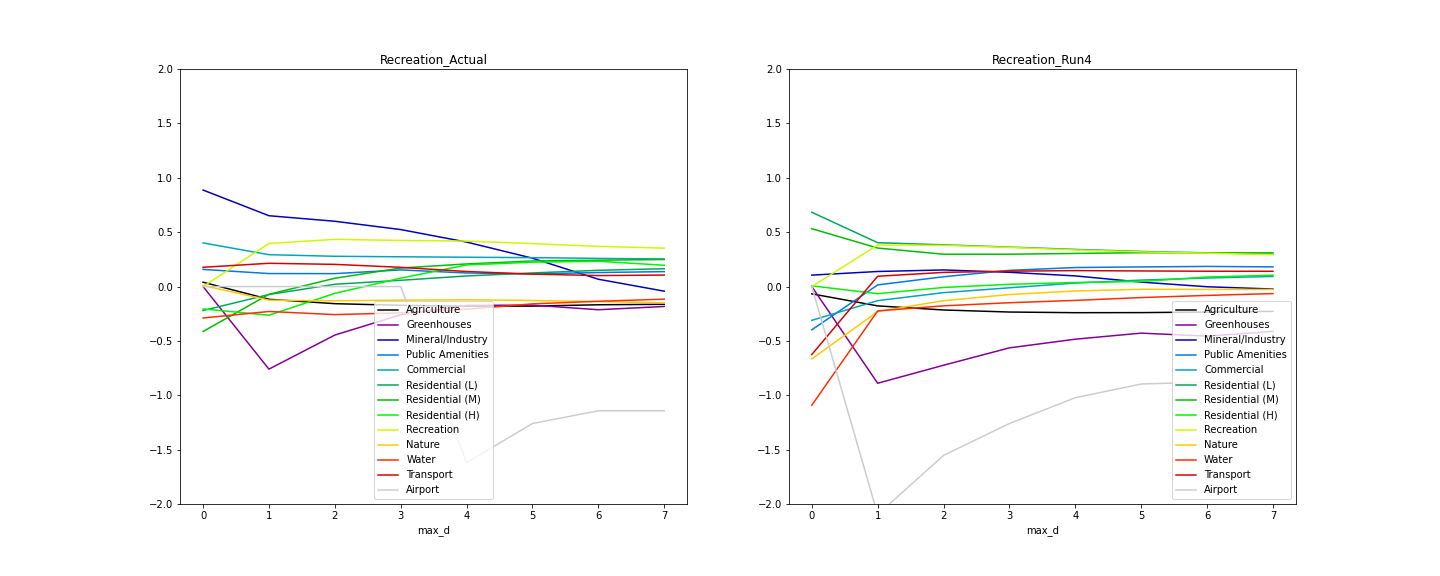 Recreation_Actual
2.0
1.5
1.0
0.5
0.0
−0.5
−1.0
−1.5
−2.0
0 1 2 3 4 5 6 7
max_d
Agriculture
Greenhouses
Mineral/Industry
Public Amenities
Commercial
Residential (L)
Residential (M)
Residential (H)
Recreation
Nature
Water
Transport
Airport
Recreation_Run4
2.0
1.5
1.0
0.5
0.0
−0.5
−1.0
−1.5
−2.0
0 1 2 3 4 5 6 7
max_d
Agriculture
Greenhouses
Mineral/Industry
Public Amenities
Commercial
Residential (L)
Residential (M)
Residential (H)
Recreation
Nature
Water
Transport
Airport